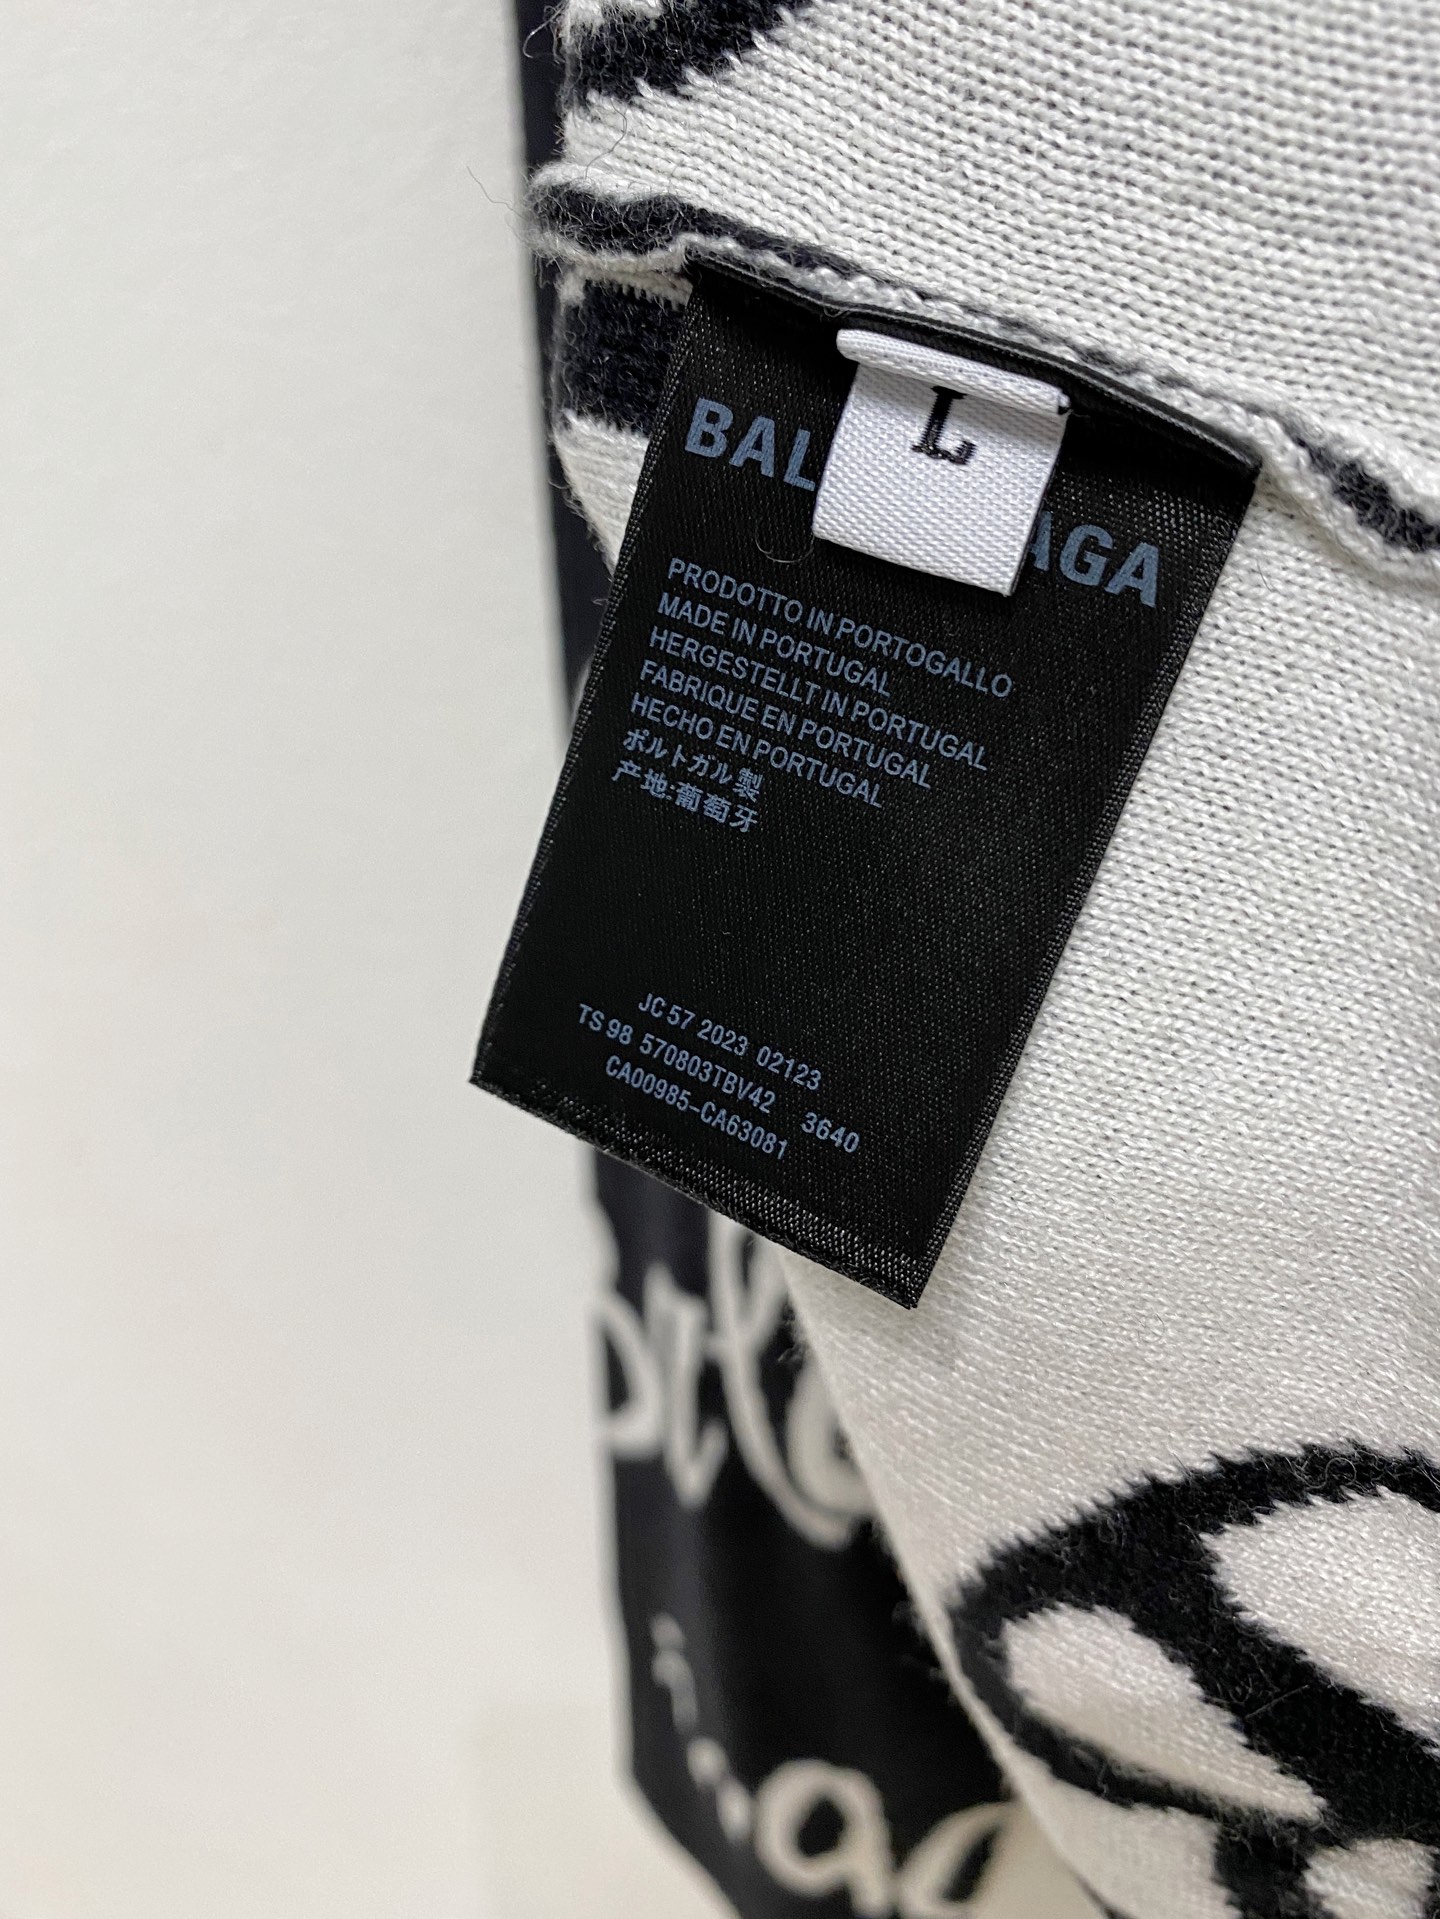 L
BAL AGA
PRODOTTO IN PORTOGALLO
MADE IN PORTUGAL
HERGESTELLT IN PORTUGAL
FABRIQUE EN PORTUGAL
HECHO EN PORTUGAL
ポルトガル製
产地:葡萄牙
JC 57 2023 02123
TS 98 570803TBV42 3640
CA00985-CA63081